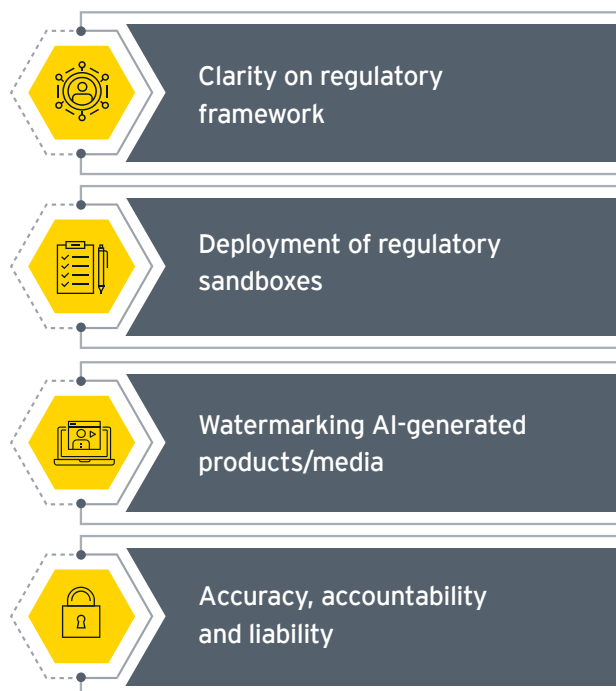 Clarity on regulatory
framework
Deployment of regulatory
sandboxes
Watermarking AI-generated
products/media
Accuracy, accountability
and liability